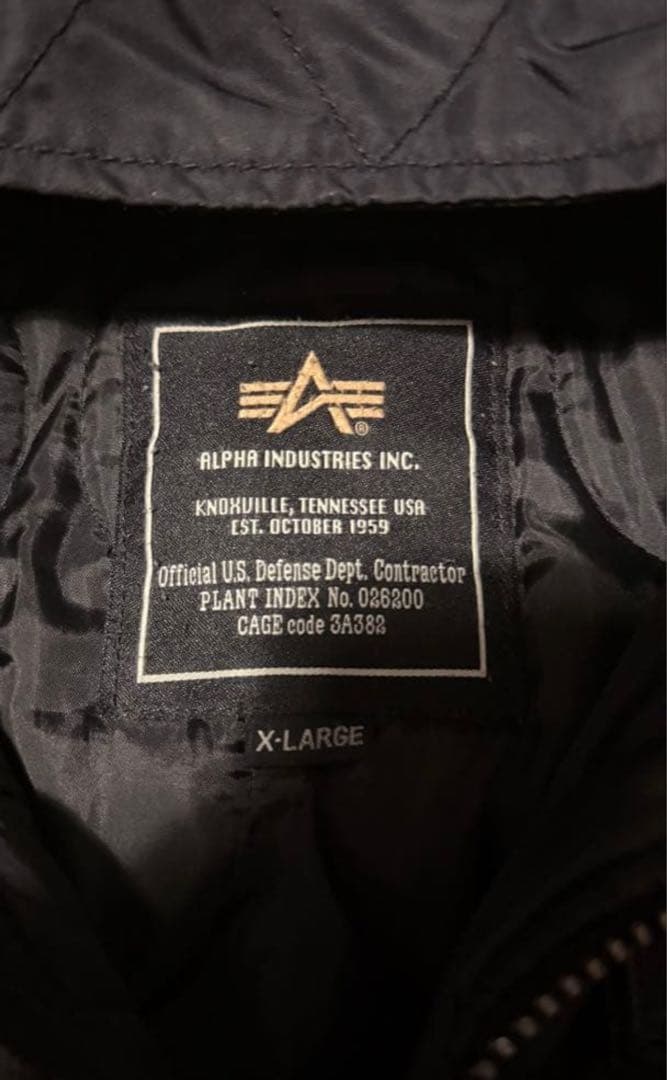 ®
ALPHA INDUSTRIES INC.
KNOXVILLE, TENNESSEE USA
EST. OCTOBER 1959
Official U.S. Defense Dept. Contractor
PLANT INDEX No. 026200
CAGE code 3A382
X-LARGE